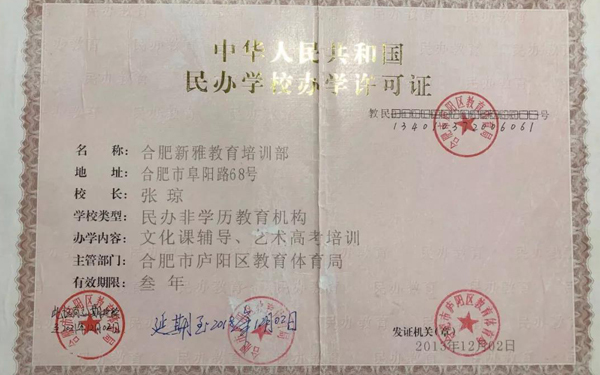 中华人民共和国
民办学校办学许可证
教民
号
名 称: 合肥新雅教育培训部
地 址: 合肥市阜阳路68号
校 长: 张 琼
学校类型: 民办非学历教育机构
办学内容: 文化课辅导、艺术高考培训
主管部门: 合肥市庐阳区教育体育局
有效期限: 叁 年
延期至2018年12月02日
发证机关(章)
2013年12月02日